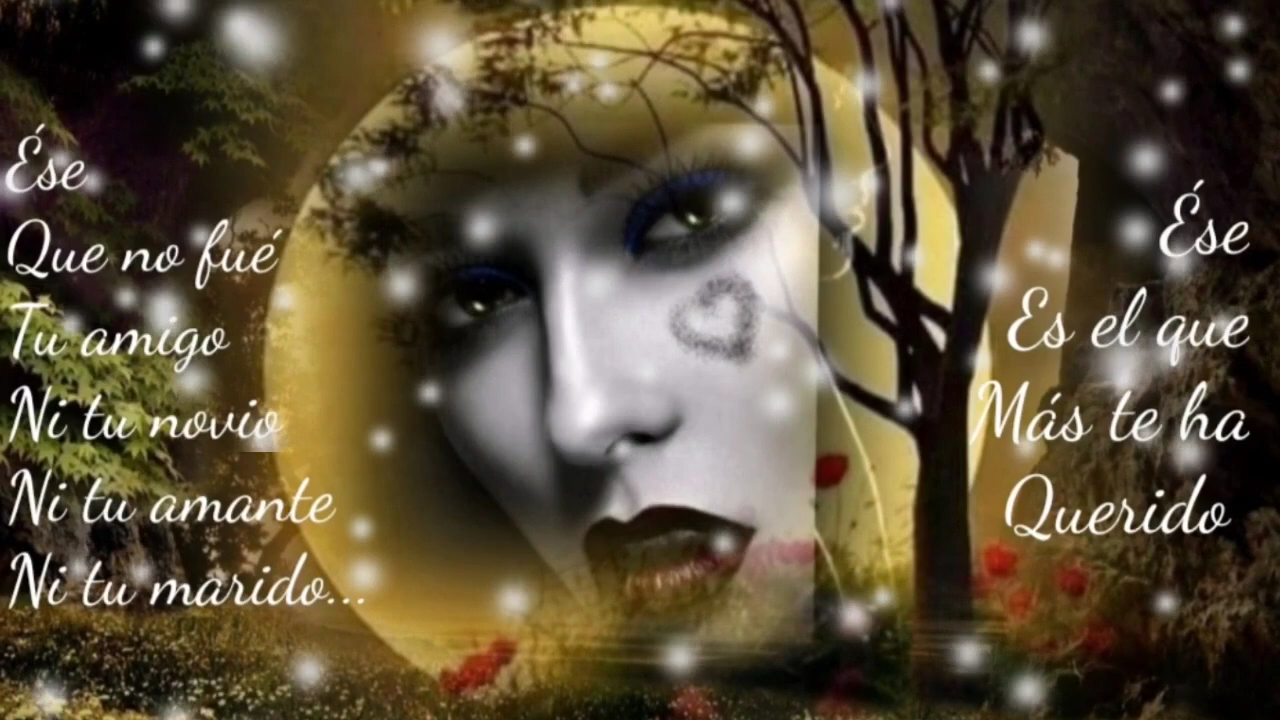 Ése
Que no fué
Tu amigo
Ni tu novio
Ni tu amante
Ni tu marido...
Ése
Es el que
Más te ha
Querido